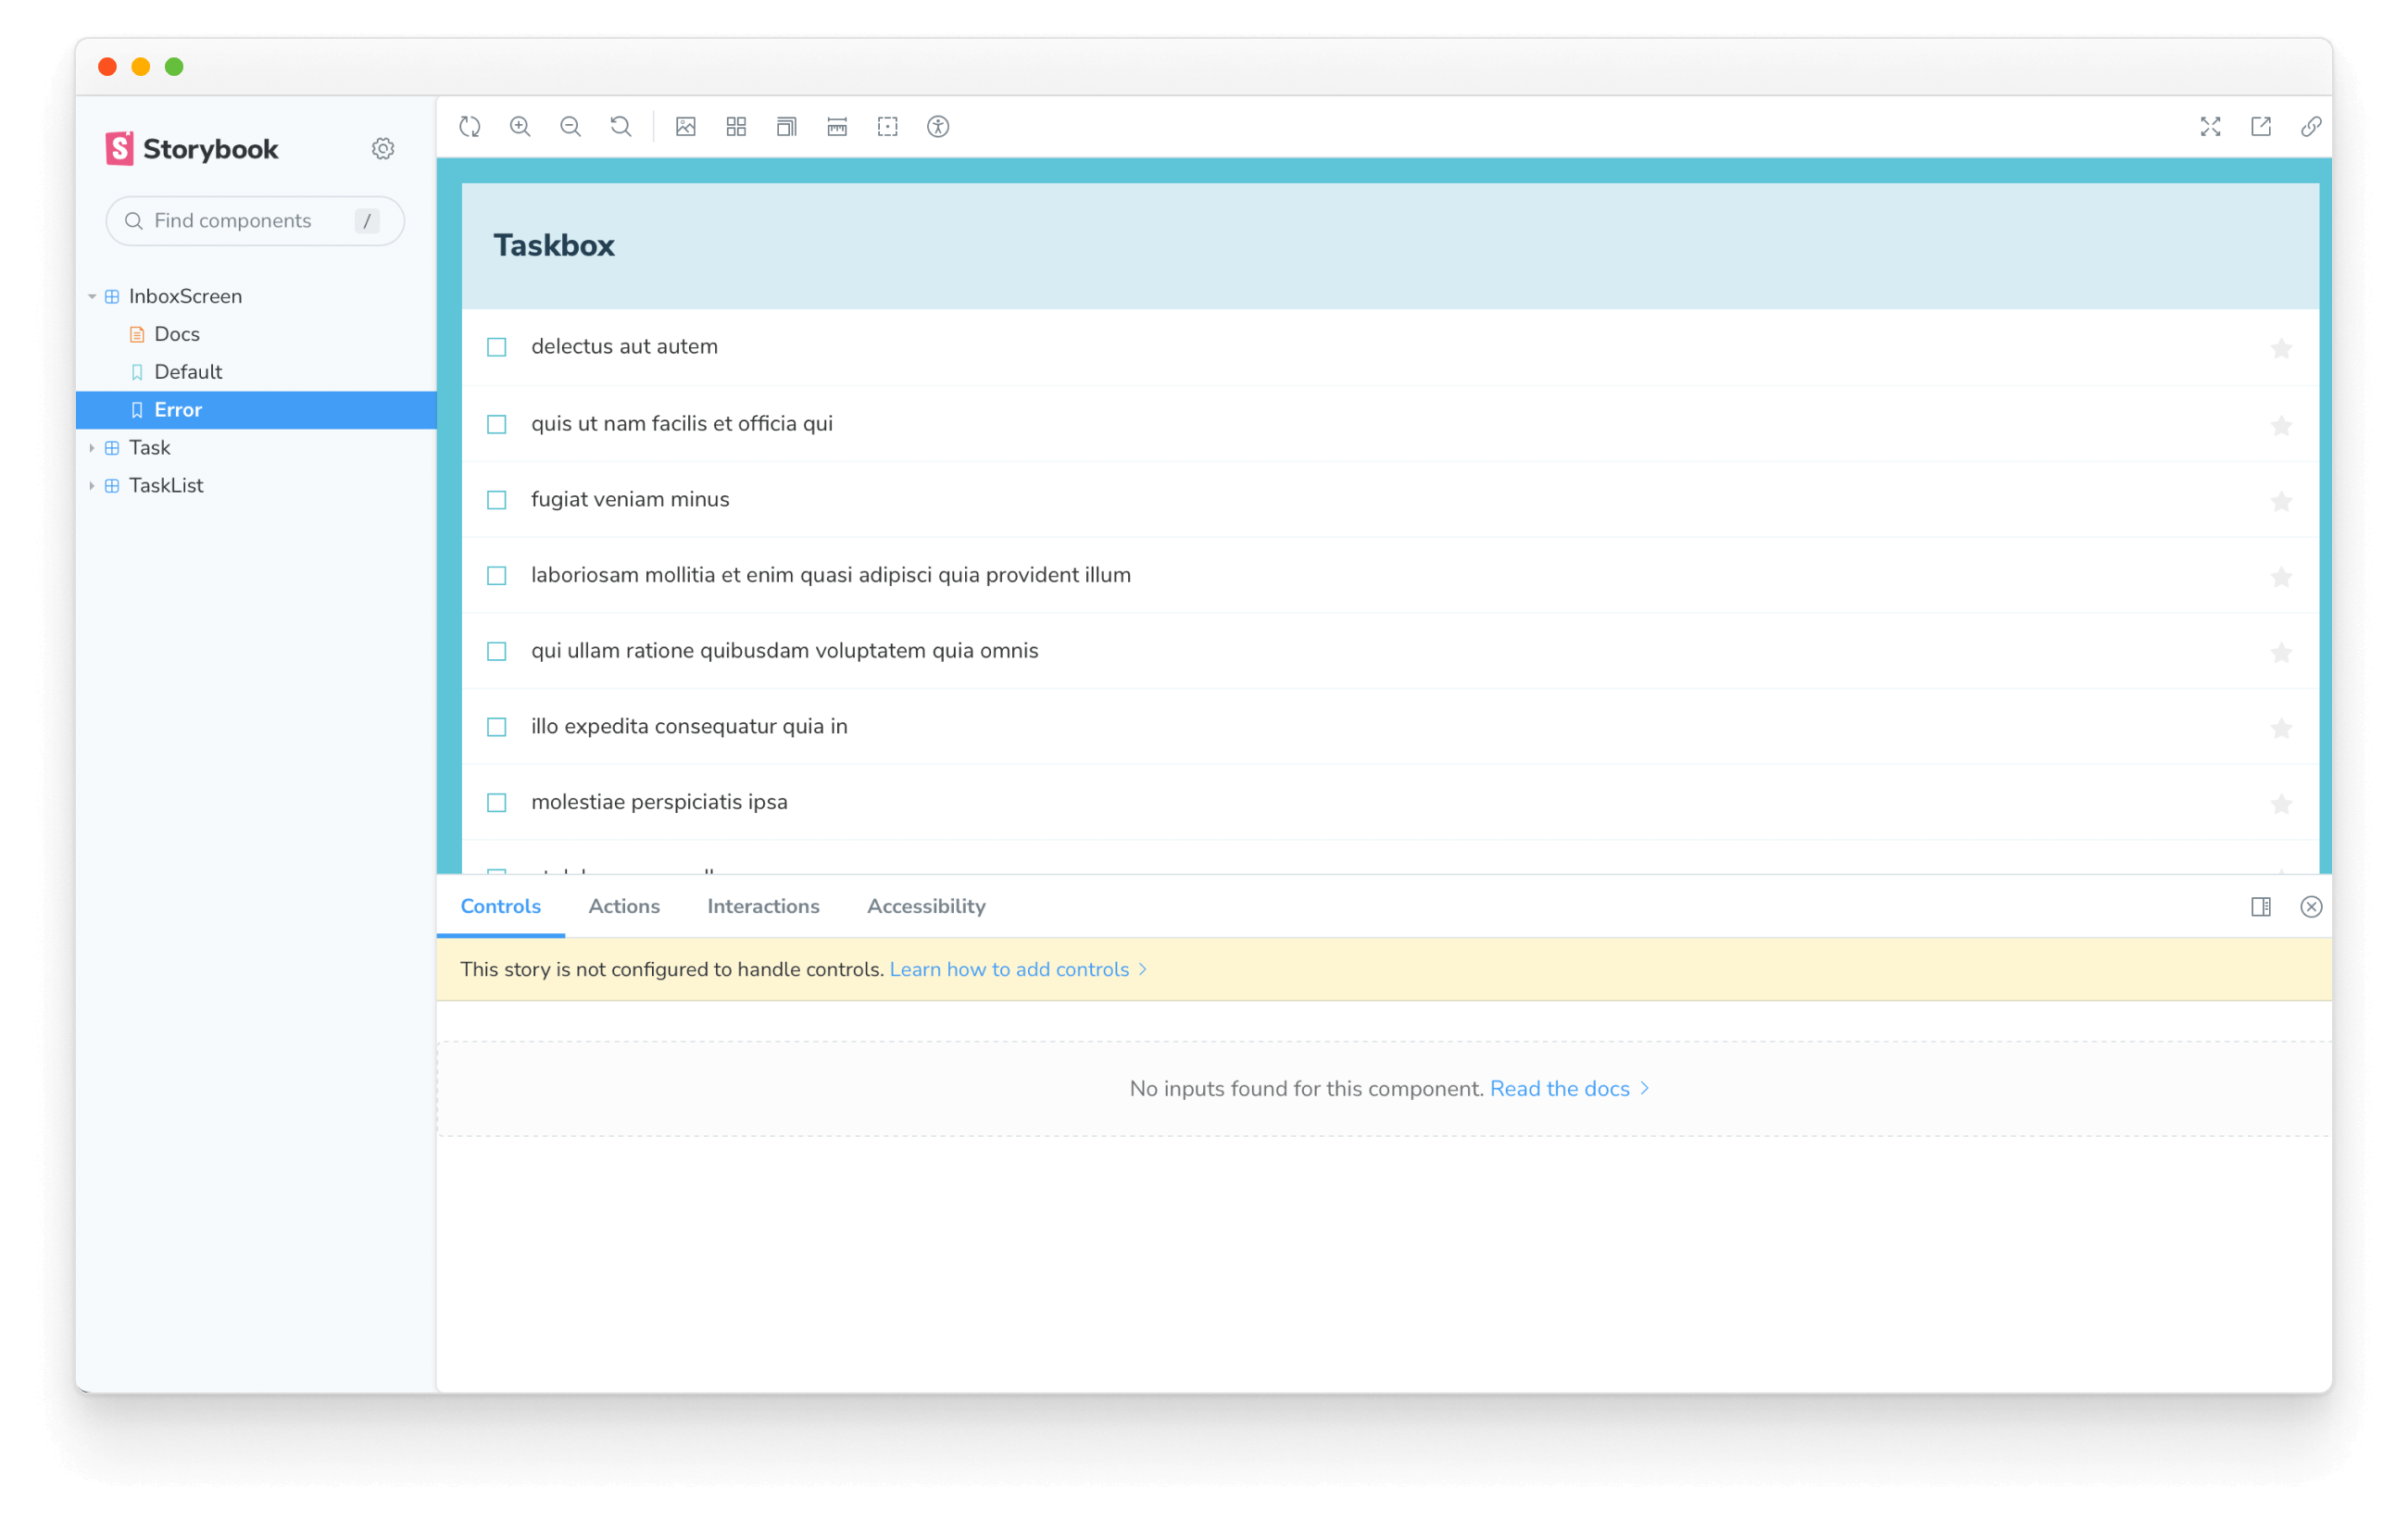 Storybook
Find components /
InboxScreen
Docs
Default
Error
Task
TaskList
Taskbox
delectus aut autem
quis ut nam facilis et officia qui
fugiat veniam minus
laboriosam mollitia et enim quasi adipisci quia provident illum
qui ullam ratione quibusdam voluptatem quia omnis
illo expedita consequatur quia in
molestiae perspiciatis ipsa
Controls Actions Interactions Accessibility
This story is not configured to handle controls. Learn how to add controls
No inputs found for this component. Read the docs